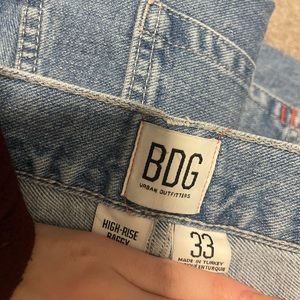 BDG
URBAN OUTFITTERS
HIGH-RISE
BAGGY
33
MADE IN TURKEY